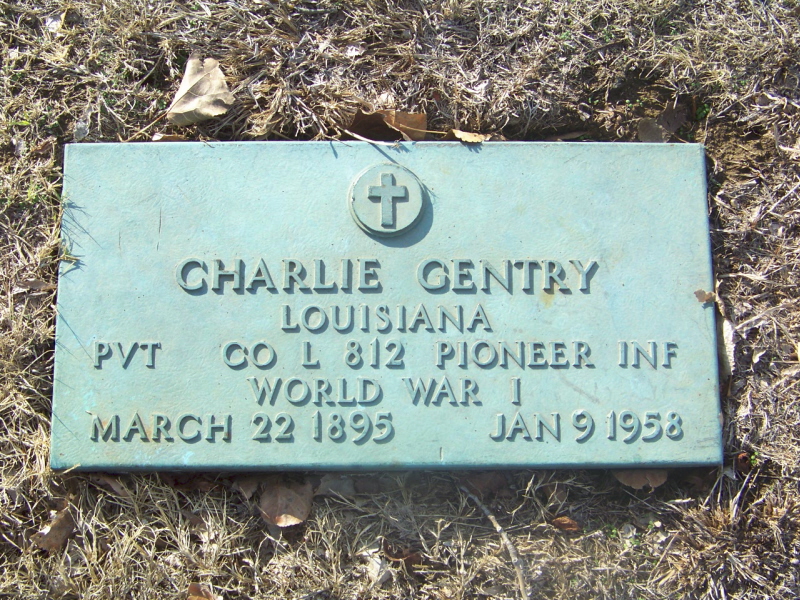 CHARLIE GENTRY
LOUISIANA
PVT CO L 812 PIONEER INF
WORLD WAR I
MARCH 22 1895 JAN 9 1958